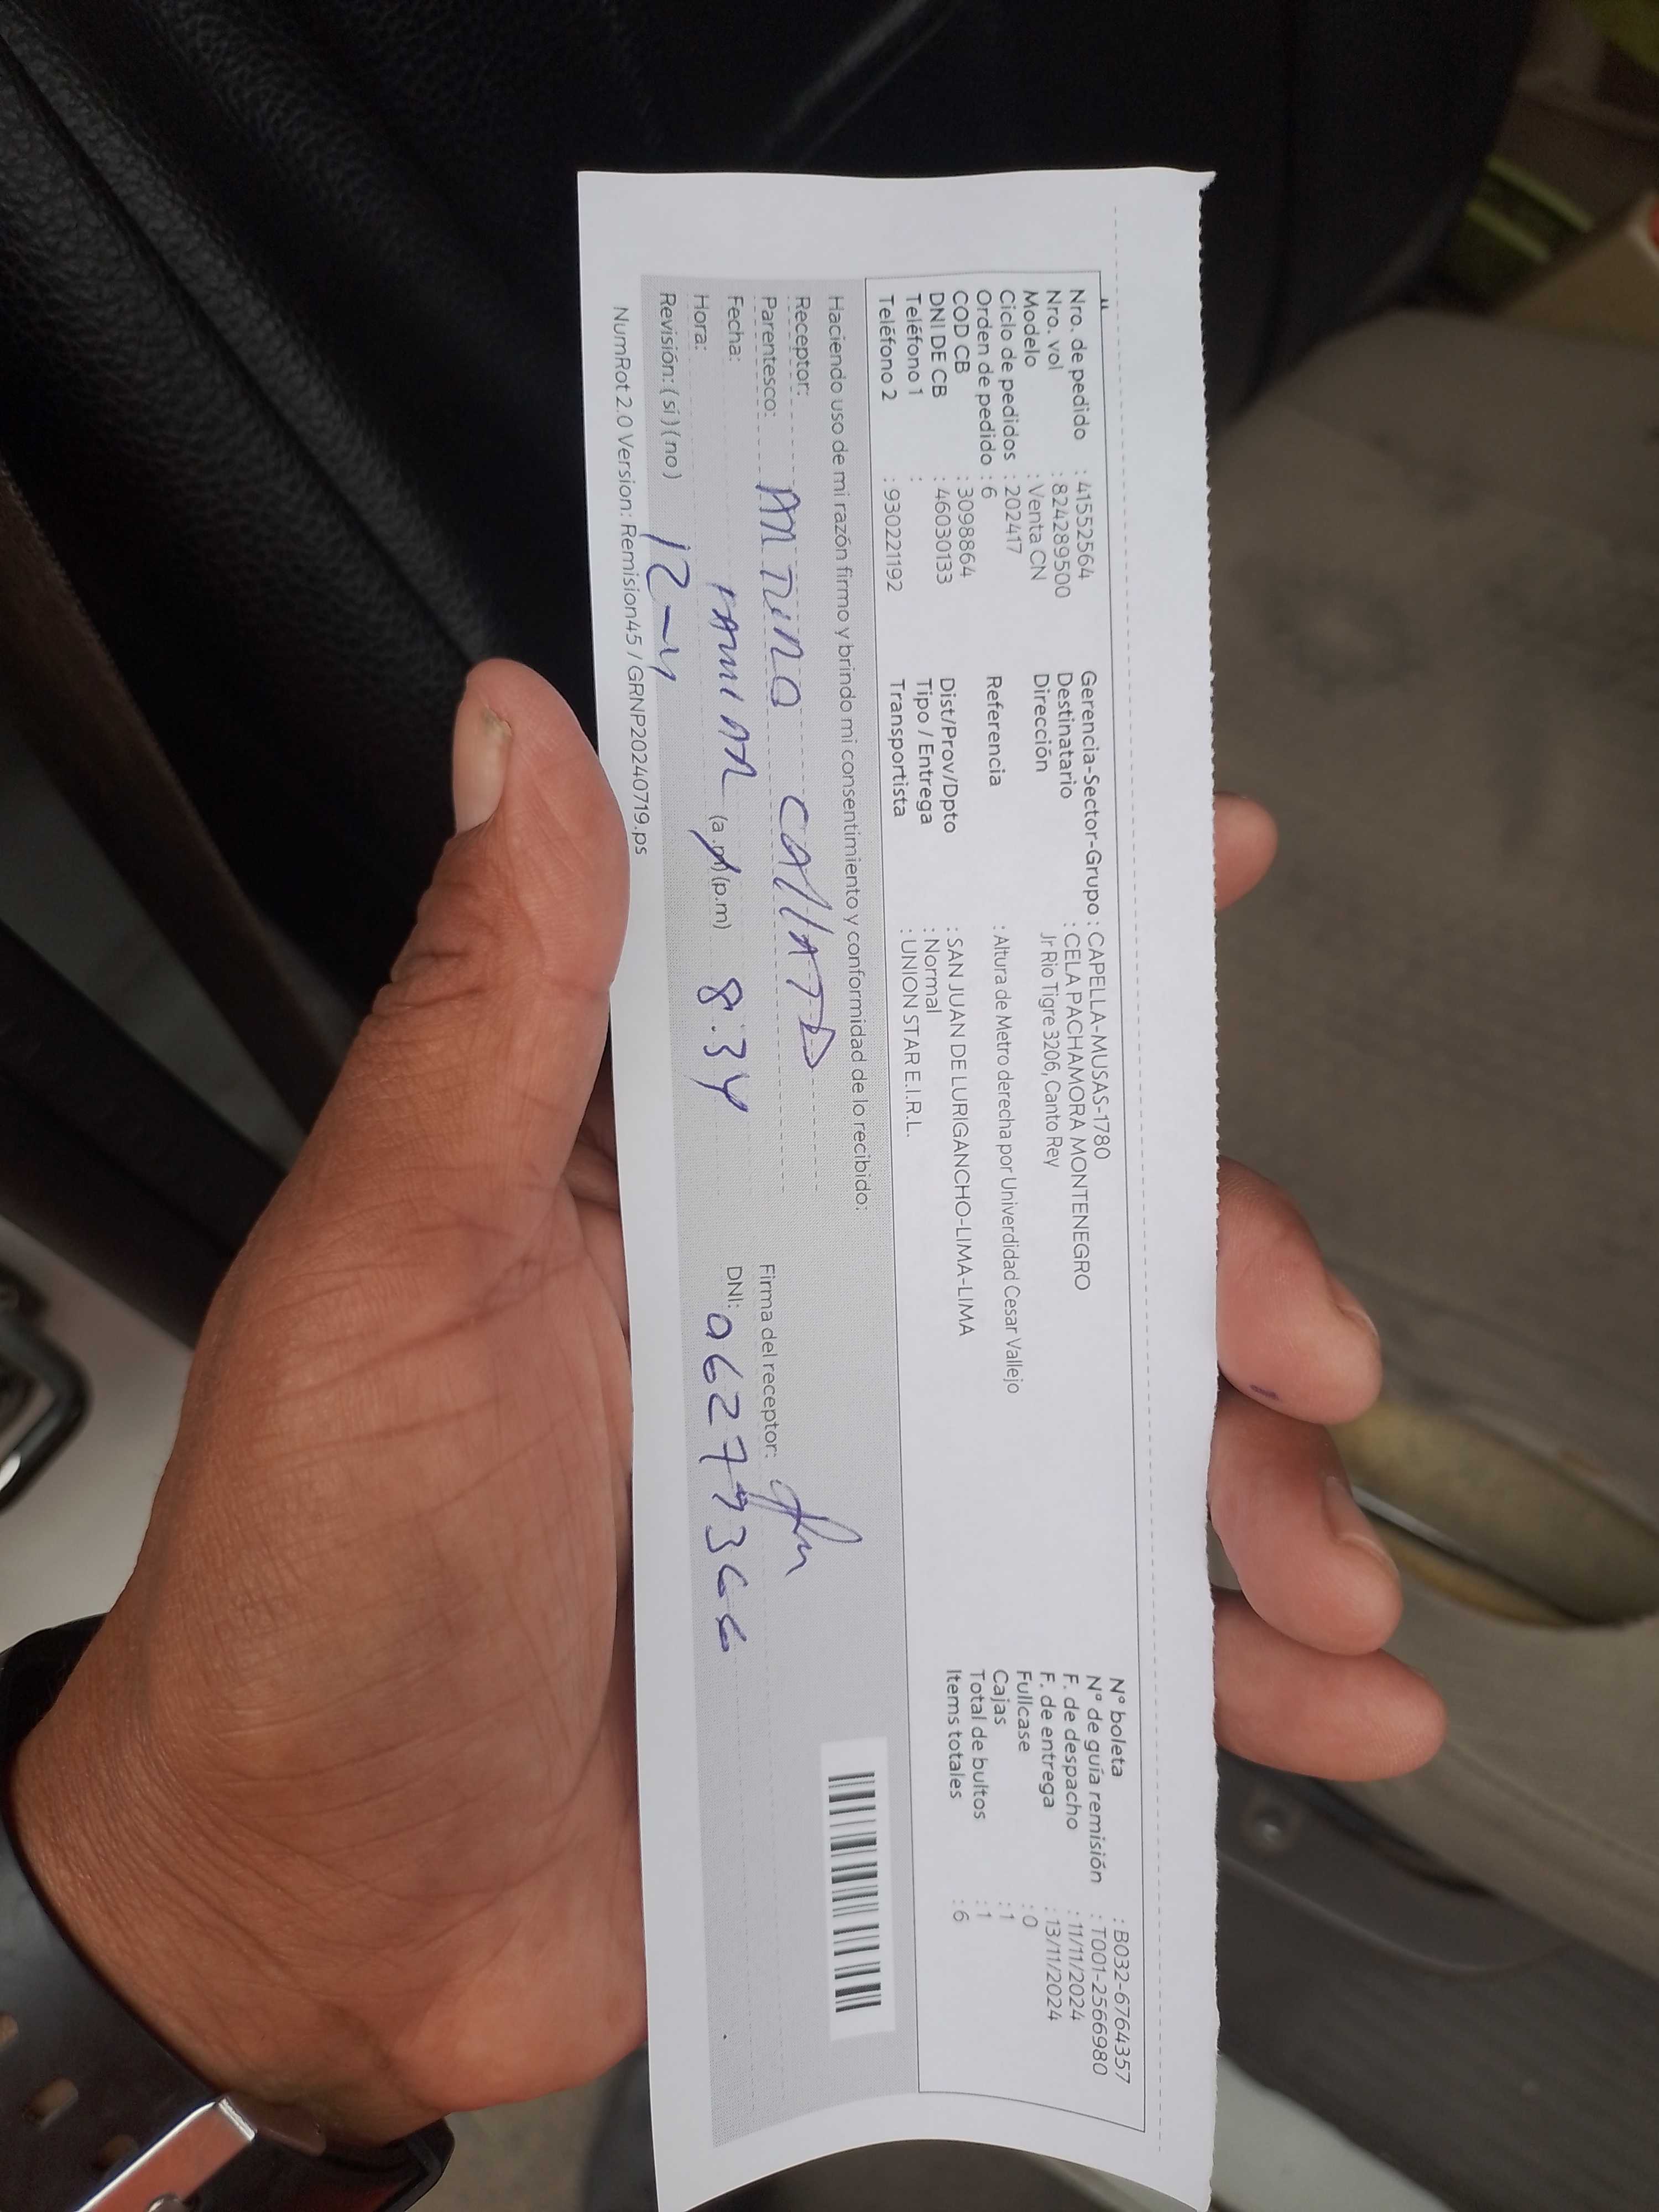 Nro. de pedido : 41552564
Nro. vol : 824289500
Modelo : Venta CN
Ciclo de pedidos : 202417
Orden de pedido : 6
COD CB : 3098864
DNI DE CB : 46030133
Teléfono 1 :
Teléfono 2 : 930221192
Gerencia-Sector-Grupo : CAPELLA-MUSAS-1780
Destinatario : CELA PACHAMORA MONTENEGRO
Dirección Jr Rio Tigre 3206, Canto Rey
Referencia : Altura de Metro derecha por Univerdidad Cesar Vallejo
Dist/Prov/Dpto : SAN JUAN DE LURIGANCHO-LIMA-LIMA
Tipo / Entrega : Normal
Transportista : UNION STAR E.I.R.L.
N° boleta : B032-6764357
N° de guía remisión : T001-2566980
F. de despacho : 11/11/2024
F. de entrega : 13/11/2024
Fullcase : 0
Cajas : 1
Total de bultos : 1
Items totales : 6
Haciendo uso de mi razón firmo y brindo mi consentimiento y conformidad de lo recibido:
Receptor:
Parentesco:
Fecha:
Hora: (a.m) (p.m) 8.34
Revisión: ( si ) ( no )
Firma del receptor:
DNI: 06279366
NumRot 2.0 Version: Remision45 / GRNP20240719.ps